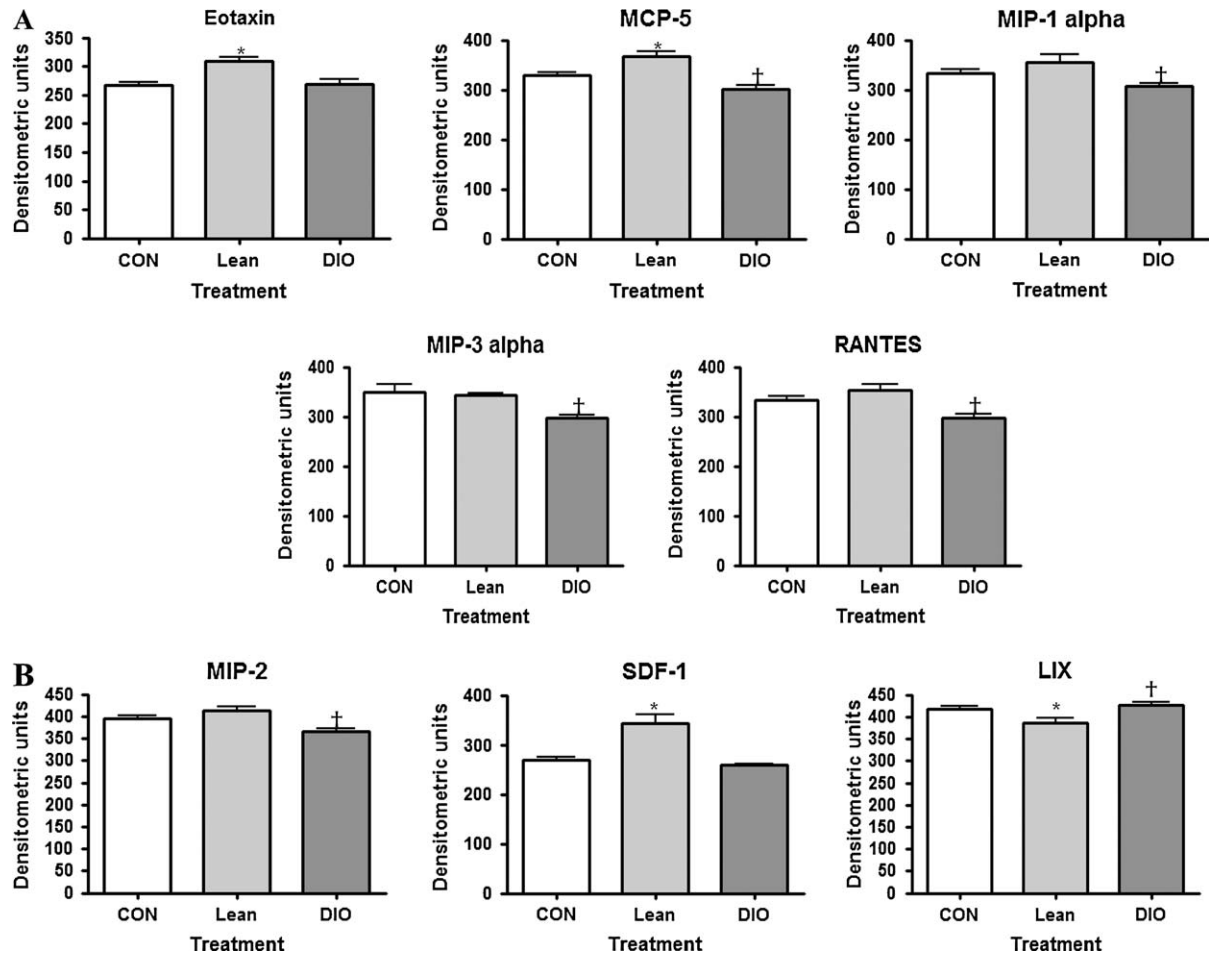 A
Eotaxin
Densitometric units
350
300
250
200
150
100
50
0
*
CON Lean DIO
Treatment
MCP-5
Densitometric units
400
300
200
100
0
*
†
CON Lean DIO
Treatment
MIP-1 alpha
Densitometric units
400
300
200
100
0
†
CON Lean DIO
Treatment
MIP-3 alpha
Densitometric units
400
300
200
100
0
†
CON Lean DIO
Treatment
RANTES
Densitometric units
400
300
200
100
0
†
CON Lean DIO
Treatment
B
MIP-2
Densitometric units
450
400
350
300
250
200
150
100
50
0
†
CON Lean DIO
Treatment
SDF-1
Densitometric units
400
300
200
100
0
*
CON Lean DIO
Treatment
LIX
Densitometric units
450
400
350
300
250
200
150
100
50
0
*
†
CON Lean DIO
Treatment